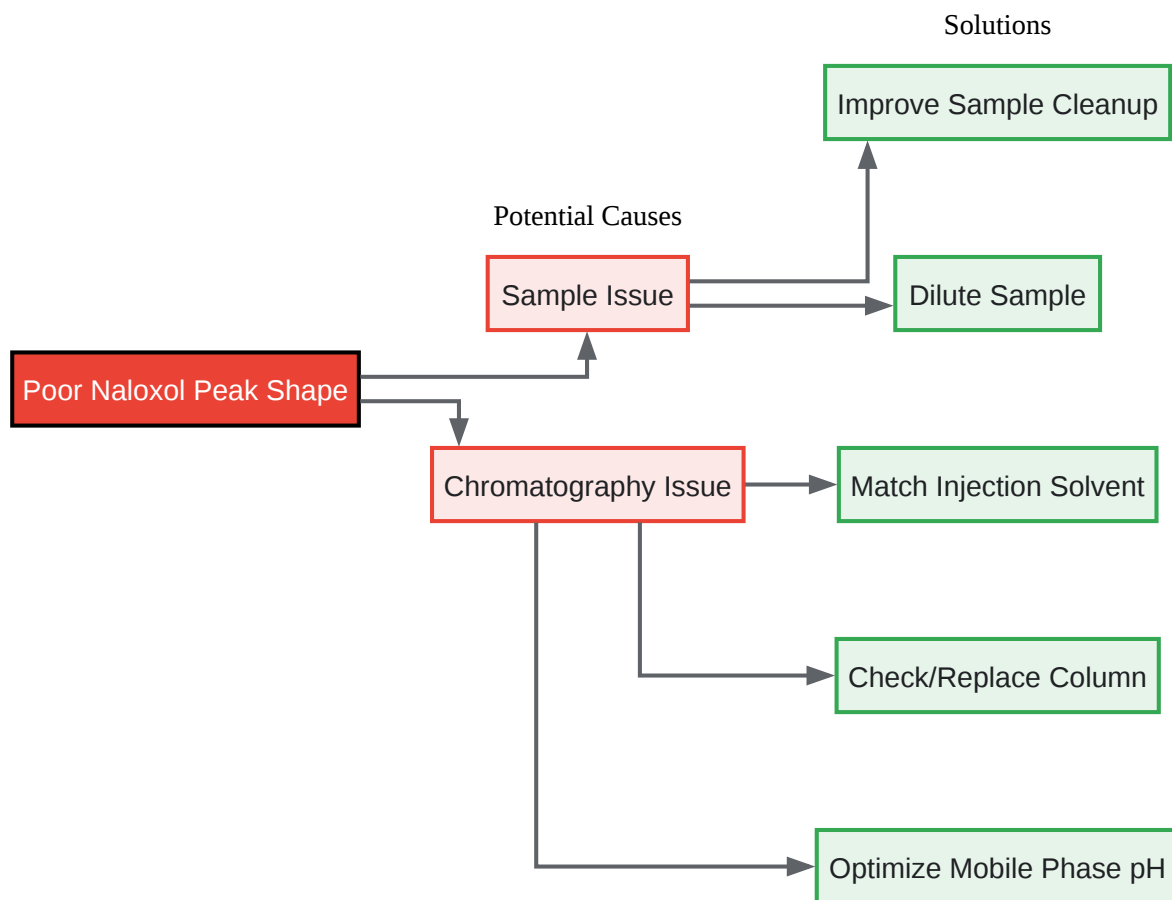 Solutions
Improve Sample Cleanup
Potential Causes
Sample Issue
Dilute Sample
Poor Naloxol Peak Shape
Chromatography Issue
Match Injection Solvent
Check/Replace Column
Optimize Mobile Phase pH